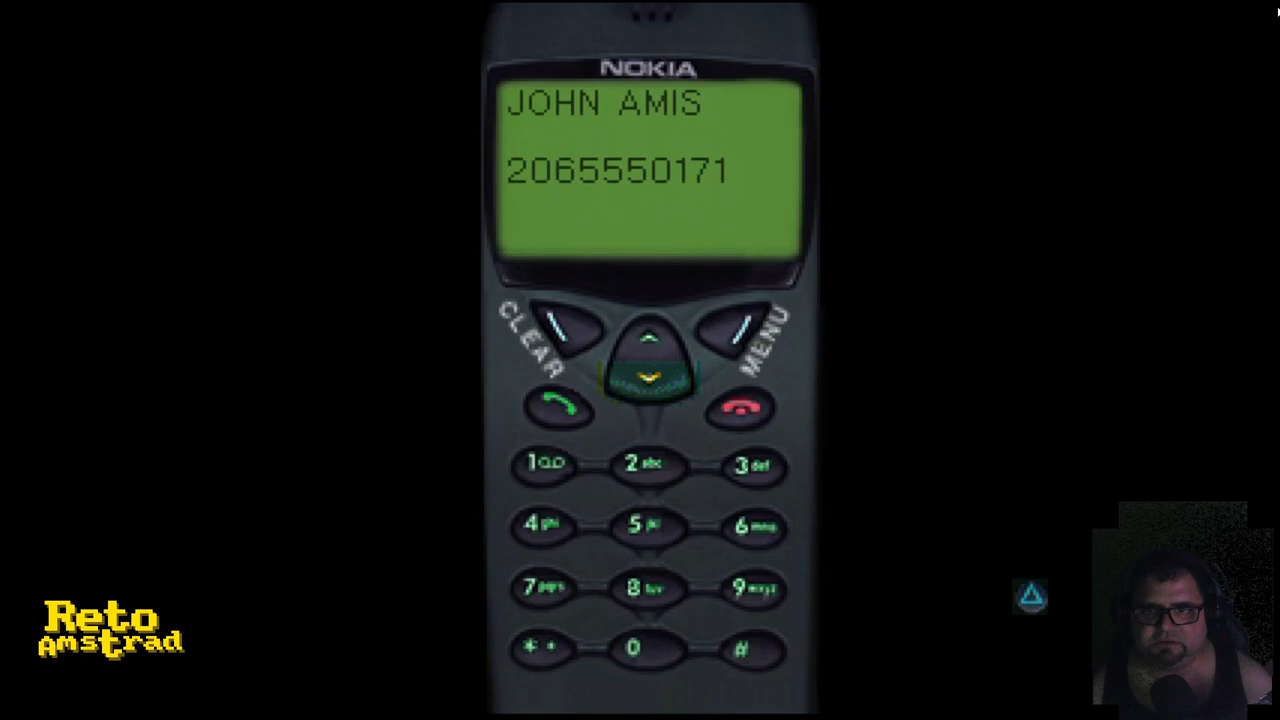 NOKIA
JOHN AMIS
2065550171
CLEAR
MENU
1
2 abc
3 def
4 ghi
5 jkl
6 mno
7 pqrs
8 tuv
9 wxyz
*
0
#
Reto
Amstrad